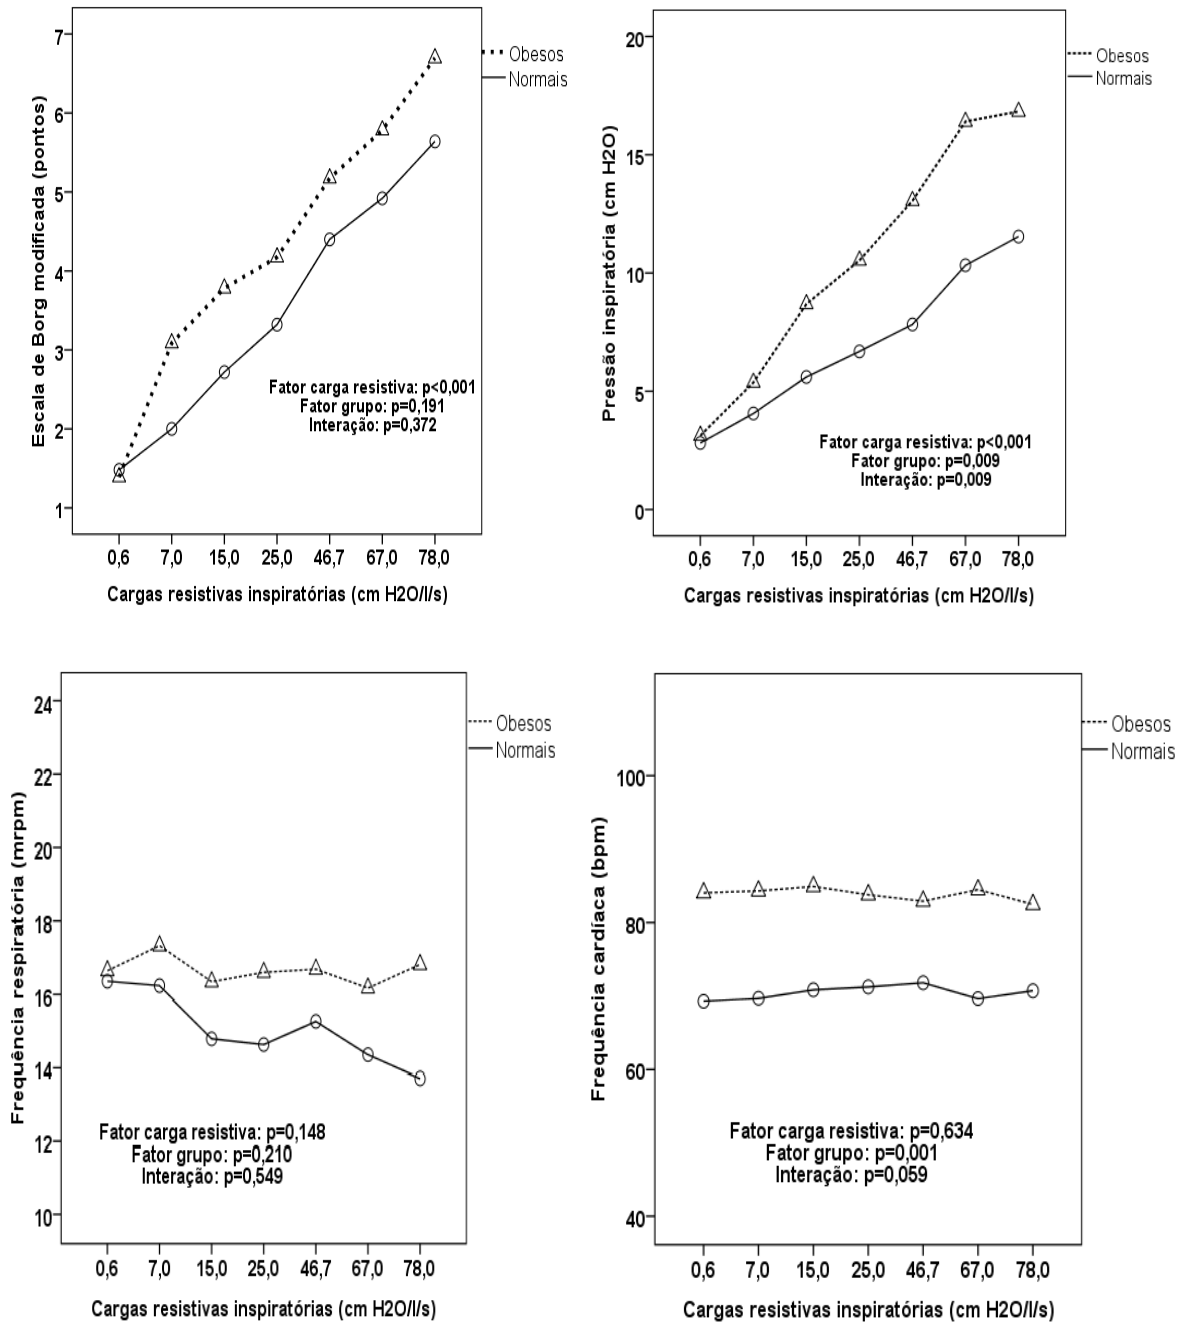 7
6
5
4
3
2
1
Escala de Borg modificada (pontos)
Obesos
Normais
Fator carga resistiva: p<0,001
Fator grupo: p=0,191
Interação: p=0,372
0,6 7,0 15,0 25,0 46,7 67,0 78,0
Cargas resistivas inspiratórias (cm H2O/l/s)
20
15
10
5
0
Pressão inspiratória (cm H2O)
Obesos
Normais
Fator carga resistiva: p<0,001
Fator grupo: p=0,009
Interação: p=0,009
0,6 7,0 15,0 25,0 46,7 67,0 78,0
Cargas resistivas inspiratórias (cm H2O/l/s)
24
22
20
18
16
14
12
10
Frequência respiratória (mrpm)
Obesos
Normais
Fator carga resistiva: p=0,148
Fator grupo: p=0,210
Interação: p=0,549
0,6 7,0 15,0 25,0 46,7 67,0 78,0
Cargas resistivas inspiratórias (cm H2O/l/s)
100
80
60
40
Frequência cardíaca (bpm)
Obesos
Normais
Fator carga resistiva: p=0,634
Fator grupo: p=0,001
Interação: p=0,059
0,6 7,0 15,0 25,0 46,7 67,0 78,0
Cargas resistivas inspiratórias (cm H2O/l/s)